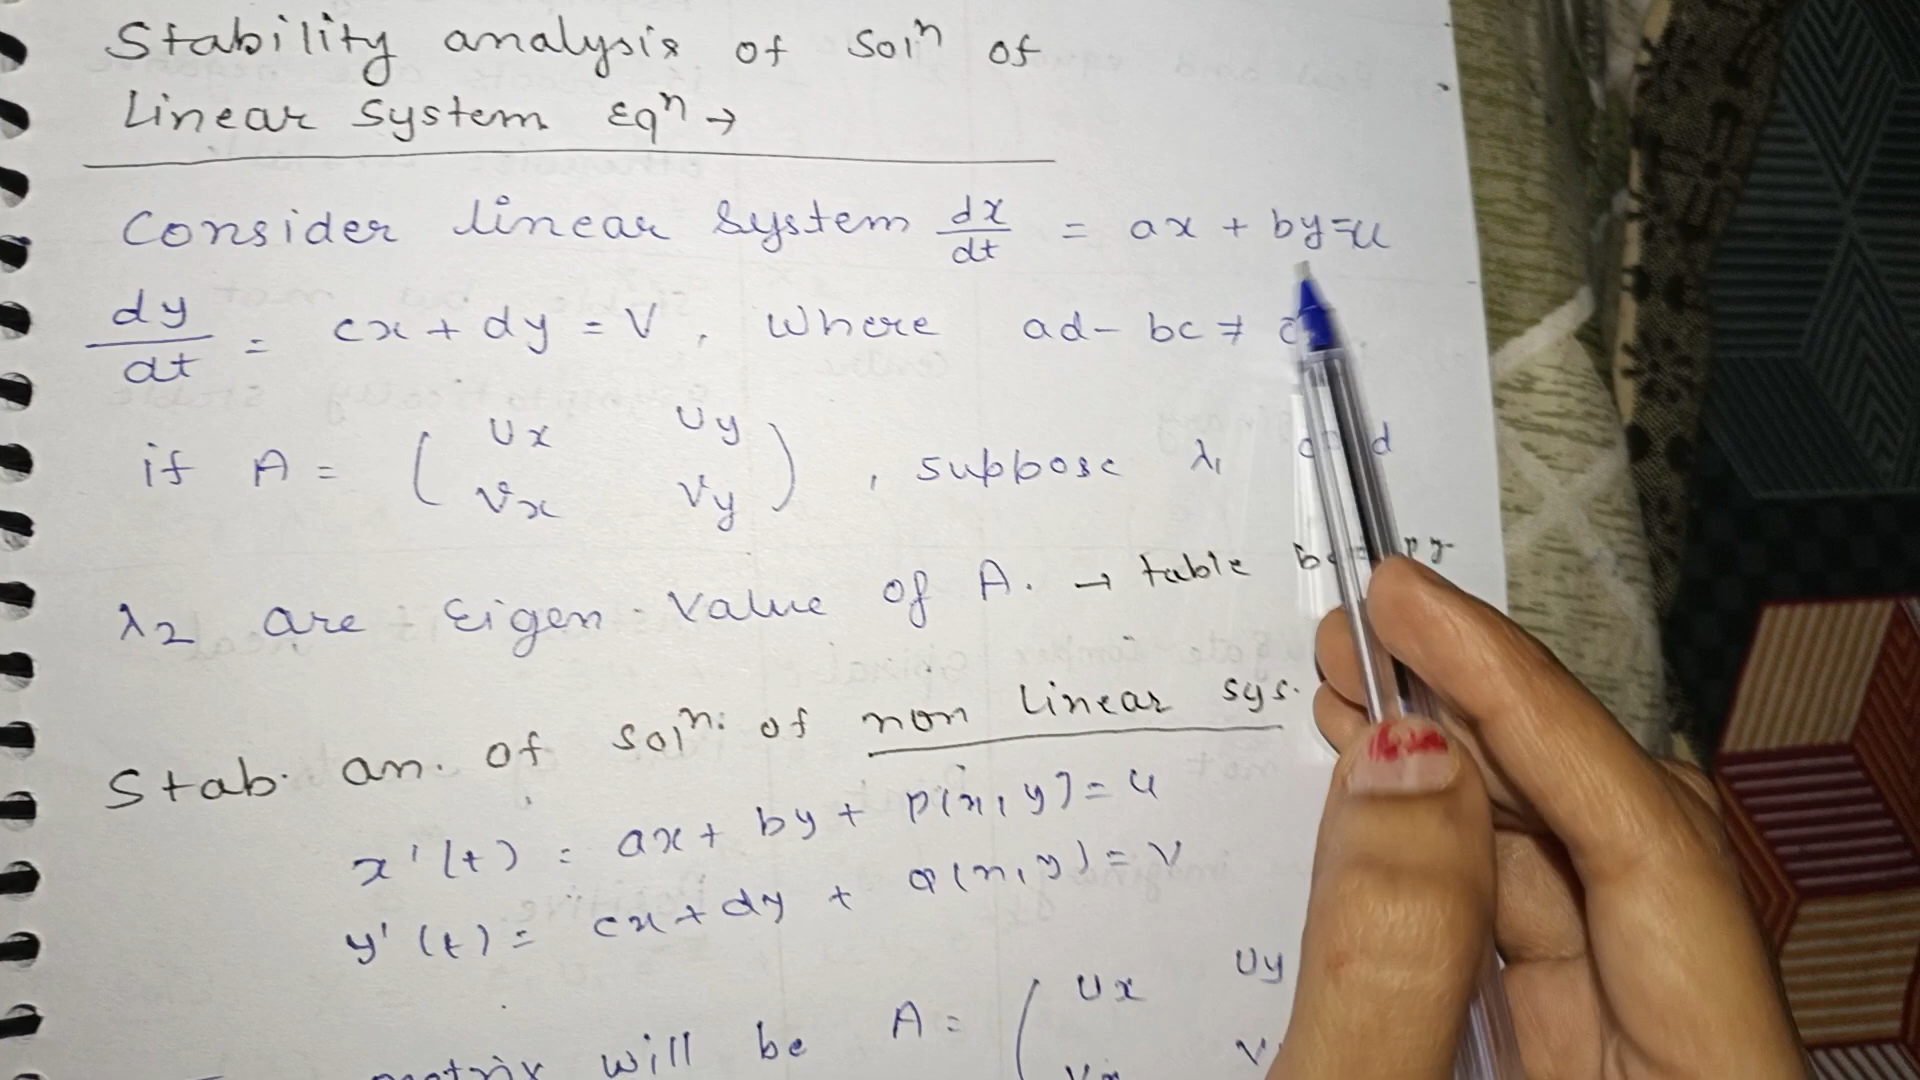 Stability analysis of Solⁿ of
Linear System Eqⁿ →
Consider linear system dx/dt = ax + by = u
dy/dt = cx + dy = v, where ad - bc ≠
if A = ( Ux Uy
Vx Vy ), suppose λ₁ and
λ2 are Eigen value of A. → table
Stab. an. of solⁿ. of non linear sys.
x'(t) = ax + by + P(x, y) = u
y'(t) = cx + dy + Q(x, y) = v
matrix will be A = ( Ux Uy